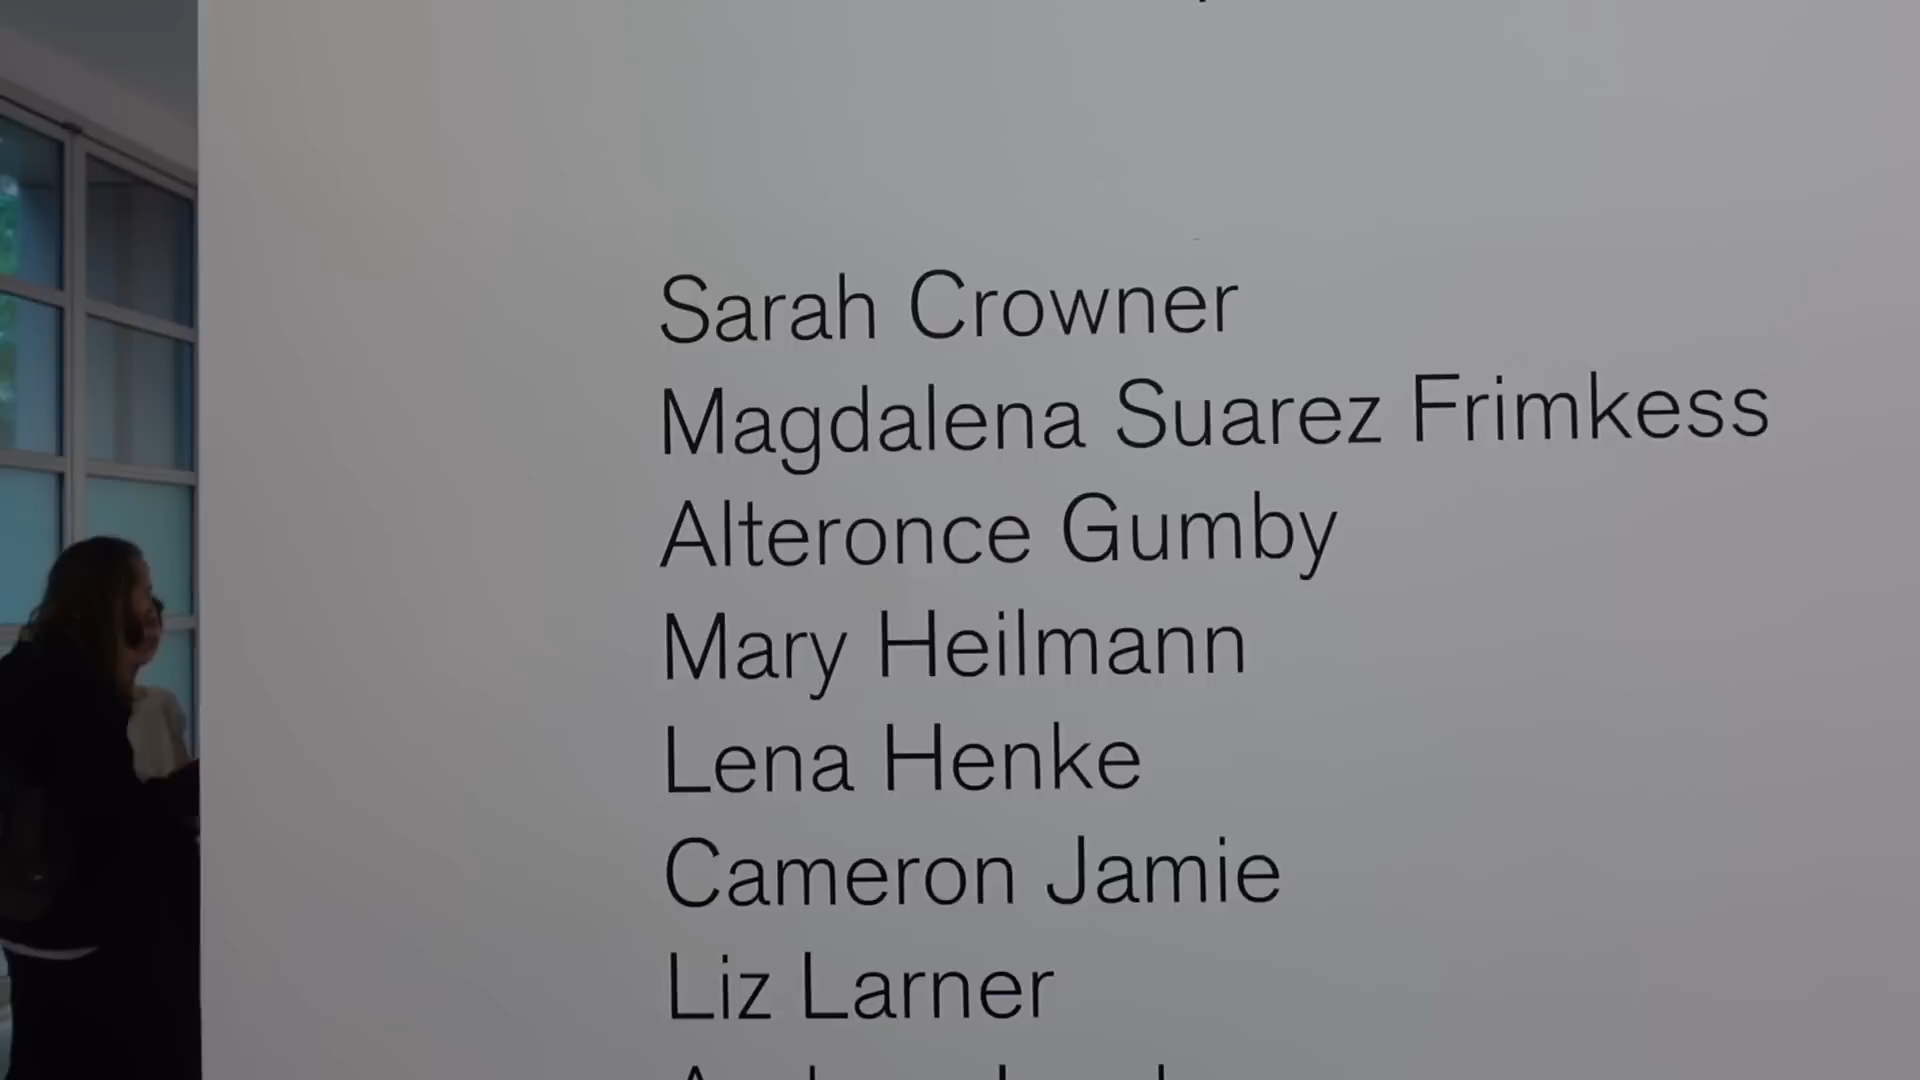 Sarah Crowner
Magdalena Suarez Frimkess
Alteronce Gumby
Mary Heilmann
Lena Henke
Cameron Jamie
Liz Larner